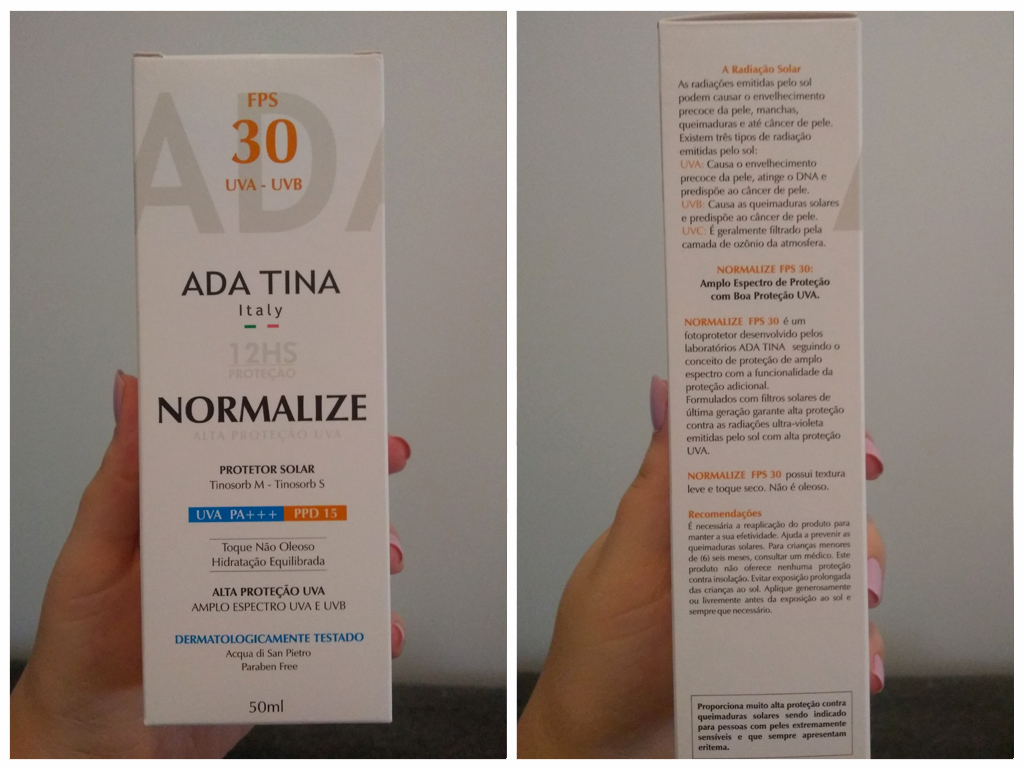 FPS
30
UVA - UVB
ADA TINA
Italy
12HS
PROTEÇÃO
NORMALIZE
ALTA PROTEÇÃO UVA
PROTETOR SOLAR
Tinosorb M - Tinosorb S
UVA PA+++ PPD 15
Toque Não Oleoso
Hidratação Equilibrada
ALTA PROTEÇÃO UVA
AMPLO ESPECTRO UVA E UVB
DERMATOLOGICAMENTE TESTADO
Acqua di San Pietro
Paraben Free
50ml
A Radiação Solar
As radiações emitidas pelo sol
podem causar o envelhecimento
precoce da pele, manchas,
queimaduras e até câncer de pele.
Existem três tipos de radiação
emitidas pelo sol:
UVA: Causa o envelhecimento
precoce da pele, atinge o DNA e
predispõe ao câncer de pele.
UVB: Causa as queimaduras solares
e predispõe ao câncer de pele.
UVC: É geralmente filtrado pela
camada de ozônio da atmosfera.
NORMALIZE FPS 30:
Amplo Espectro de Proteção
com Boa Proteção UVA.
NORMALIZE FPS 30 é um
fotoprotetor desenvolvido pelos
laboratórios ADA TINA seguindo o
conceito de proteção de amplo
espectro com a funcionalidade da
proteção adicional.
Formulados com filtros solares de
última geração garante alta proteção
contra as radiações ultra-violeta
emitidas pelo sol com alta proteção
UVA.
NORMALIZE FPS 30 possui textura
leve e toque seco. Não é oleoso.
Recomendações
É necessária a reaplicação do produto para
manter a sua efetividade. Ajuda a prevenir as
queimaduras solares. Para crianças menores
de (6) seis meses, consultar um médico. Este
produto não oferece nenhuma proteção
contra insolação. Evitar exposição prolongada
das crianças ao sol. Aplique generosamente
ou livremente antes da exposição ao sol e
sempre que necessário.
Proporciona muito alta proteção contra
queimaduras solares sendo indicado
para pessoas com peles extremamente
sensíveis e que sempre apresentam
eritema.